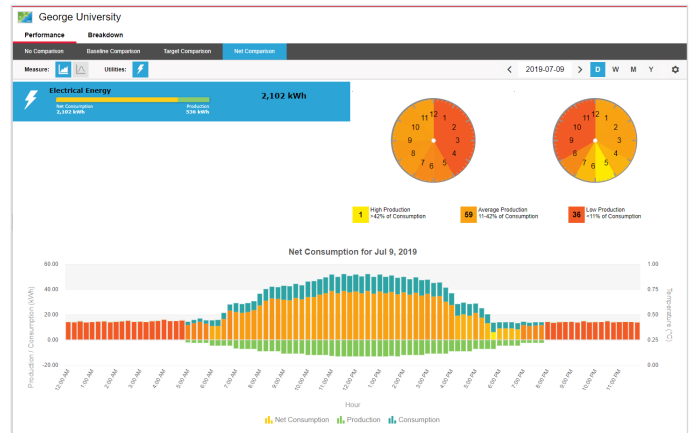 George University
Performance Breakdown
No Comparison Baseline Comparison Target Comparison Net Comparison
Measure: Utilities: 2019-07-09 D W M Y
Electrical Energy 2,102 kWh
Net Consumption Production
2,102 kWh 536 kWh
12 1 2 3 4 5 6 7 8 9 10 11
12 1 2 3 4 5 6 7 8 9 10 11
1 High Production
+42% of Consumption
59 Average Production
11-42% of Consumption
36 Low Production
+11% of Consumption
Net Consumption for Jul 9, 2019
Production / Consumption (kWh)
60.00 40.00 20.00 0.00 -20.00
1.00 0.75 0.50 0.25 0.00
Temperature (°C)
12:00 AM 1:00 AM 2:00 AM 3:00 AM 4:00 AM 5:00 AM 6:00 AM 7:00 AM 8:00 AM 9:00 AM 10:00 AM 11:00 AM 12:00 PM 1:00 PM 2:00 PM 3:00 PM 4:00 PM 5:00 PM 6:00 PM 7:00 PM 8:00 PM 9:00 PM 10:00 PM 11:00 PM
Hour
Net Consumption Production Consumption